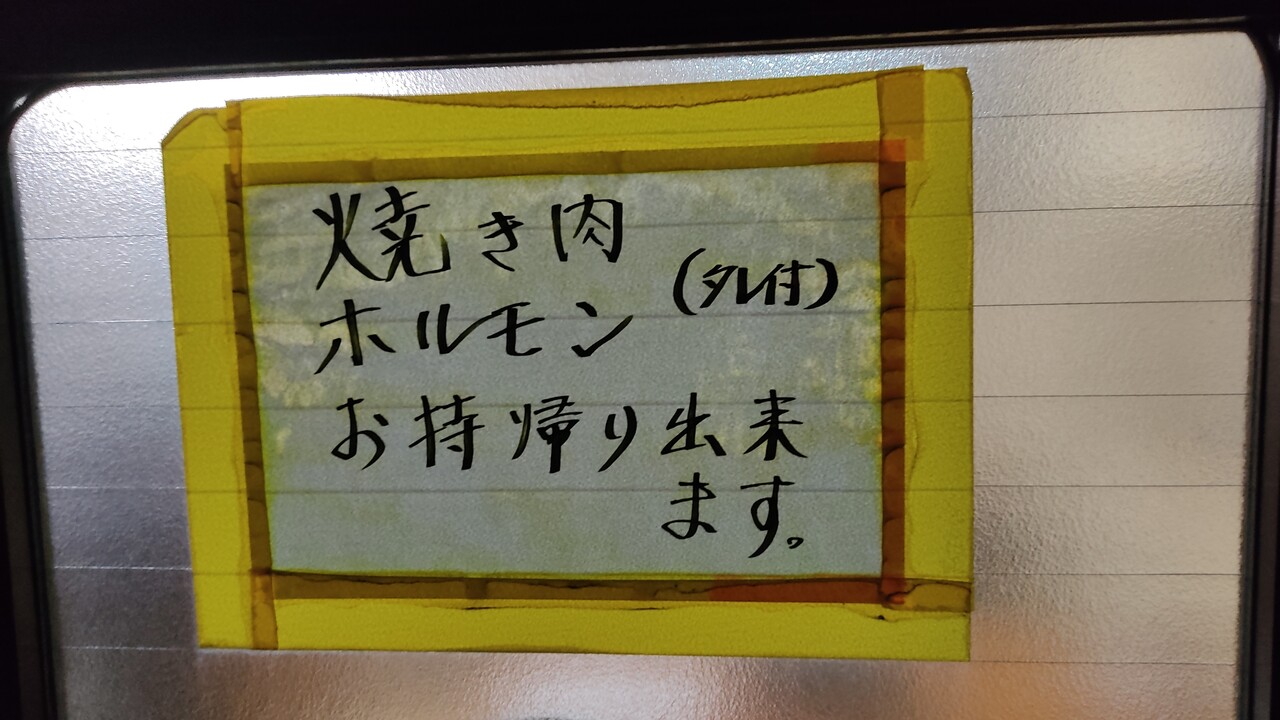 焼き肉
(タレ付)
ホルモン
お持帰り出来
ます。